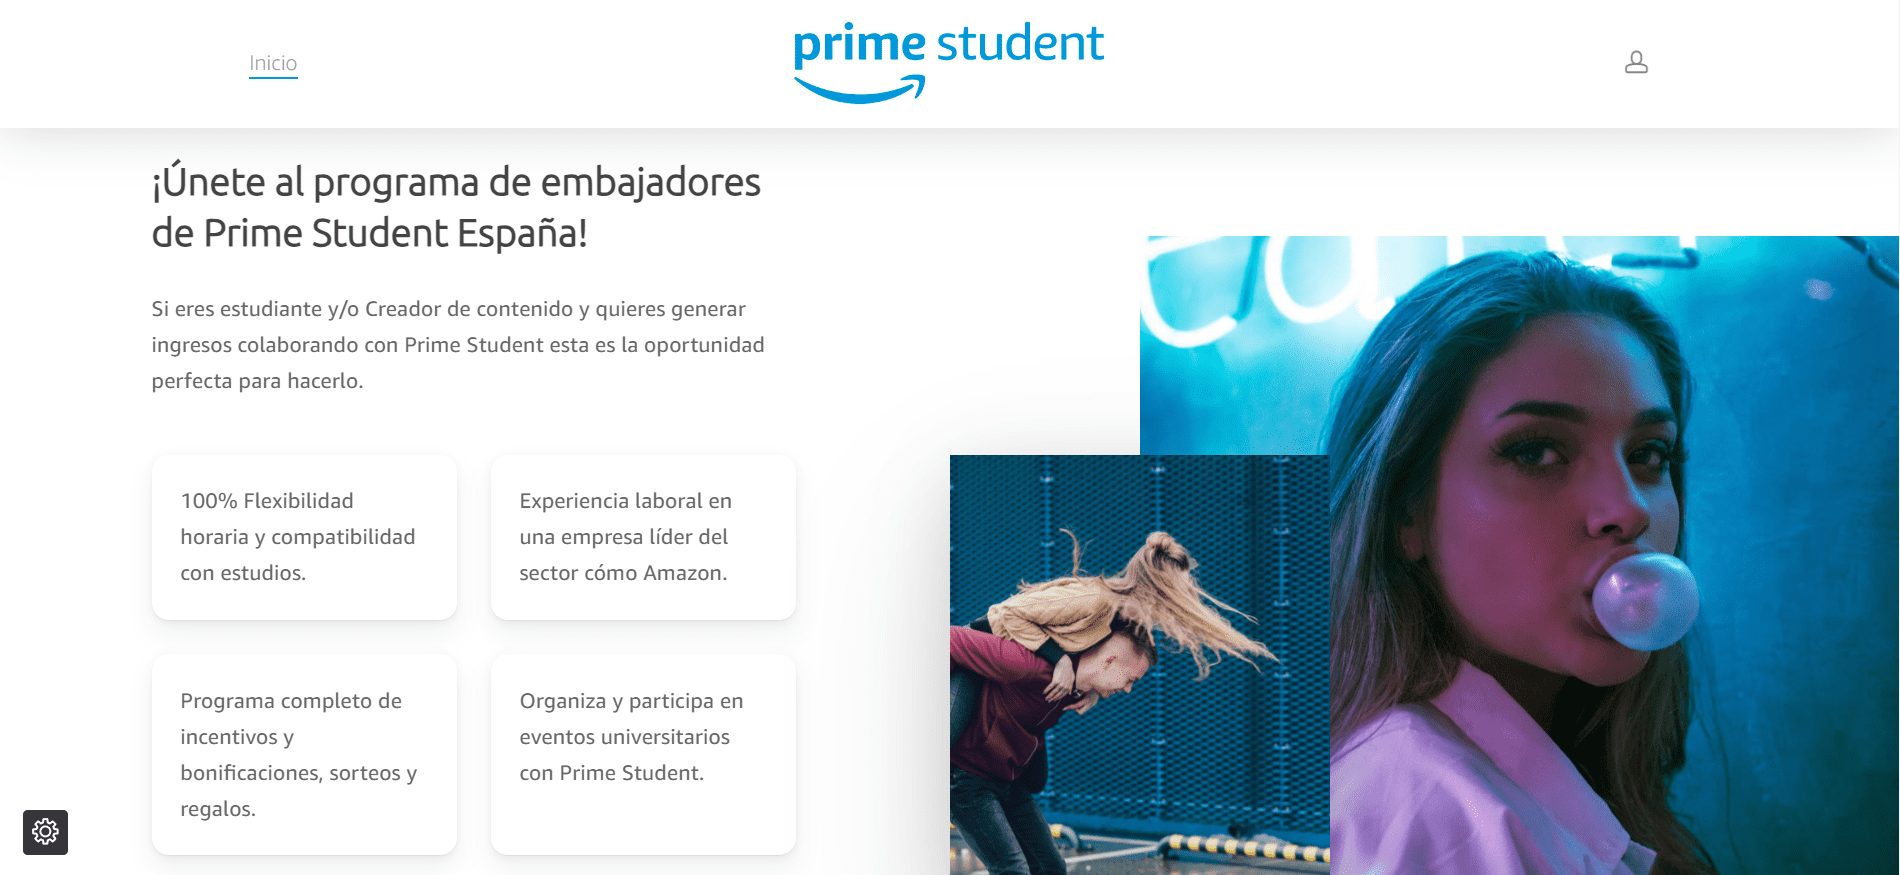 Inicio
prime student
¡Únete al programa de embajadores
de Prime Student España!
Si eres estudiante y/o Creador de contenido y quieres generar
ingresos colaborando con Prime Student esta es la oportunidad
perfecta para hacerlo.
100% Flexibilidad
horaria y compatibilidad
con estudios.
Experiencia laboral en
una empresa líder del
sector cómo Amazon.
Programa completo de
incentivos y
bonificaciones, sorteos y
regalos.
Organiza y participa en
eventos universitarios
con Prime Student.